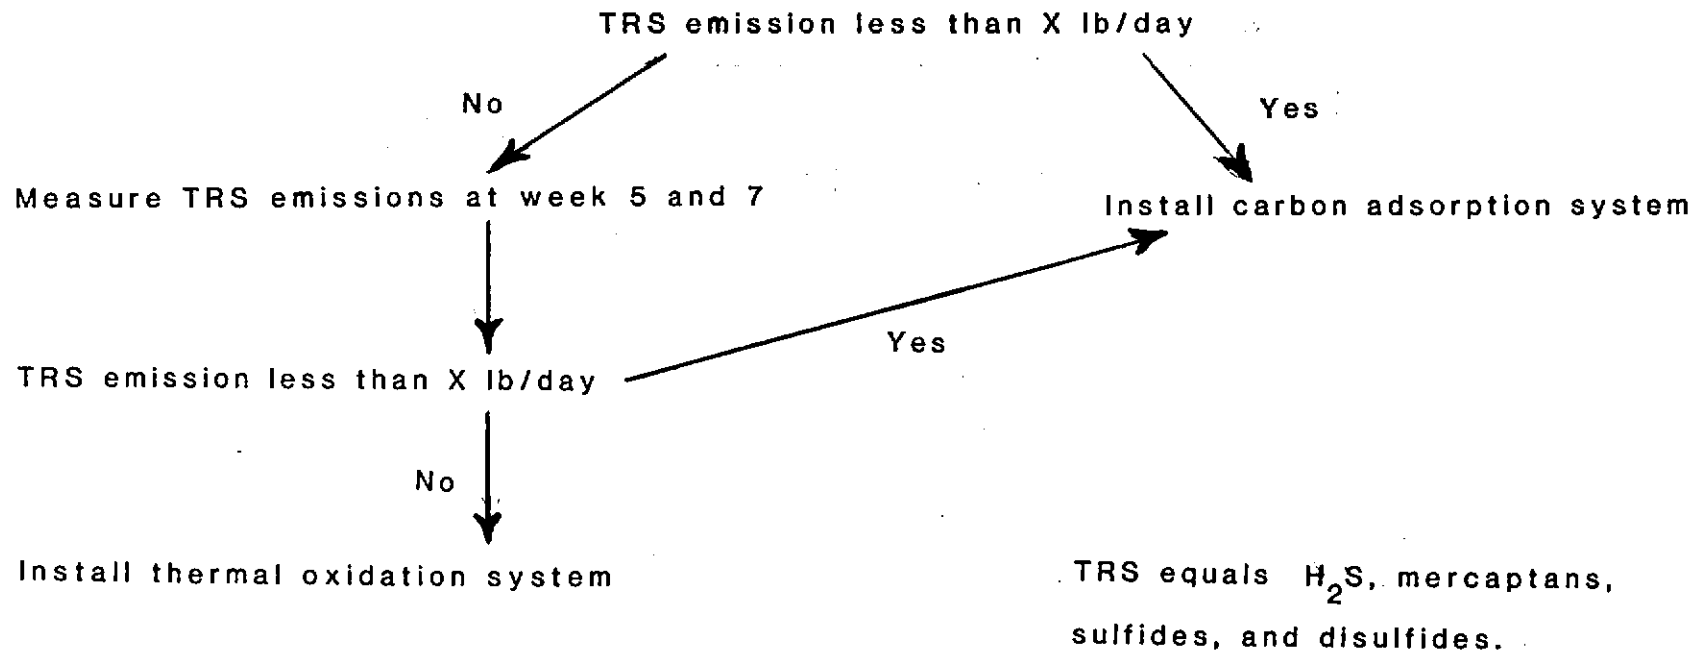 TRS emission less than X lb/day
No
Yes
Measure TRS emissions at week 5 and 7
Install carbon adsorption system
Yes
TRS emission less than X lb/day
No
Install thermal oxidation system
TRS equals H₂S, mercaptans,
sulfides, and disulfides.